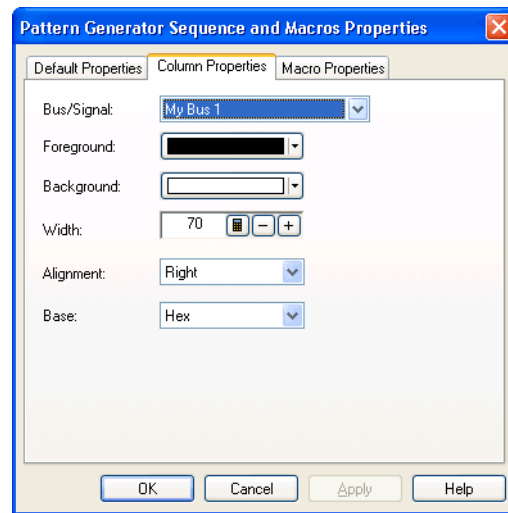 Pattern Generator Sequence and Macros Properties
Default Properties Column Properties Macro Properties
Bus/Signal: My Bus 1
Foreground:
Background:
Width: 70
Alignment: Right
Base: Hex
OK Cancel Apply Help